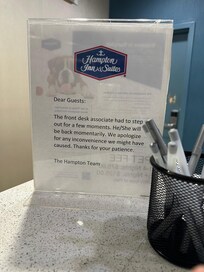 Hampton
Inn & Suites
Dear Guests:
The front desk associate had to step
out for a few moments. He/She will
be back momentarily. We apologize
for any inconvenience we might have
caused. Thanks for your patience.
The Hampton Team